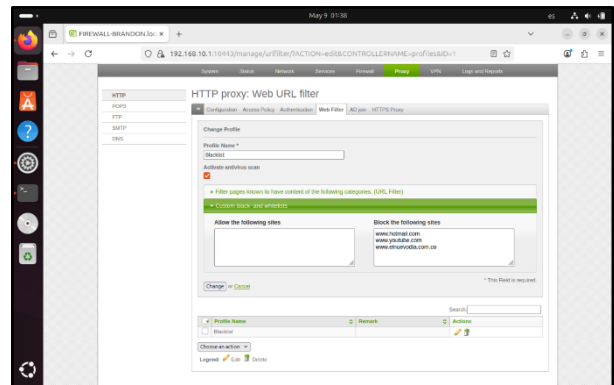 May 9 01:38
es
FIREWALL-BRANDON.loc
192.168.10.1:10443/manage/urlfilter/?ACTION=edit&CONTROLLERNAME=profiles&ID=1
System Status Network Services Firewall Proxy VPN Logs and Reports
HTTP
POP3
FTP
SMTP
DNS
HTTP proxy: Web URL filter
Configuration Access Policy Authentication Web Filter AD join HTTPS Proxy
Change Profile
Profile Name *
Blacklist
Activate antivirus scan
Filter pages known to have content of the following categories. (URL Filter)
Custom black- and whitelists
Allow the following sites
Block the following sites
www.hotmail.com
www.youtube.com
www.elnuevodia.com.co
Change or Cancel
* This Field is required.
Search:
Profile Name Remark Actions
Blacklist
Choose an action
Legend: Edit Delete